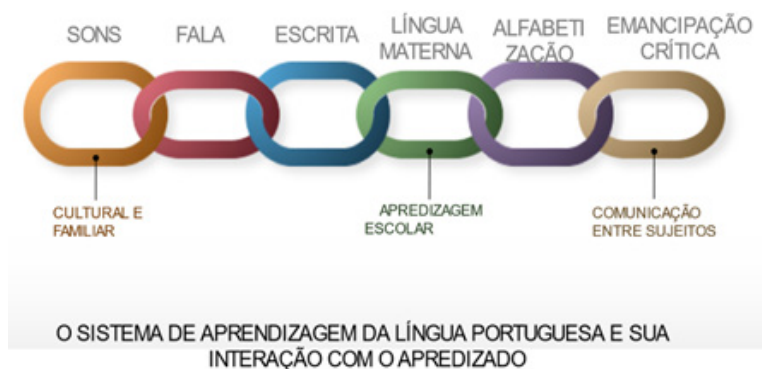 SONS
FALA
ESCRITA
LÍNGUA
MATERNA
ALFABETI
ZAÇÃO
EMANCIPAÇÃO
CRÍTICA
CULTURAL E
FAMILIAR
APREDIZAGEM
ESCOLAR
COMUNICAÇÃO
ENTRE SUJEITOS
O SISTEMA DE APRENDIZAGEM DA LÍNGUA PORTUGUESA E SUA
INTERAÇÃO COM O APREDIZADO